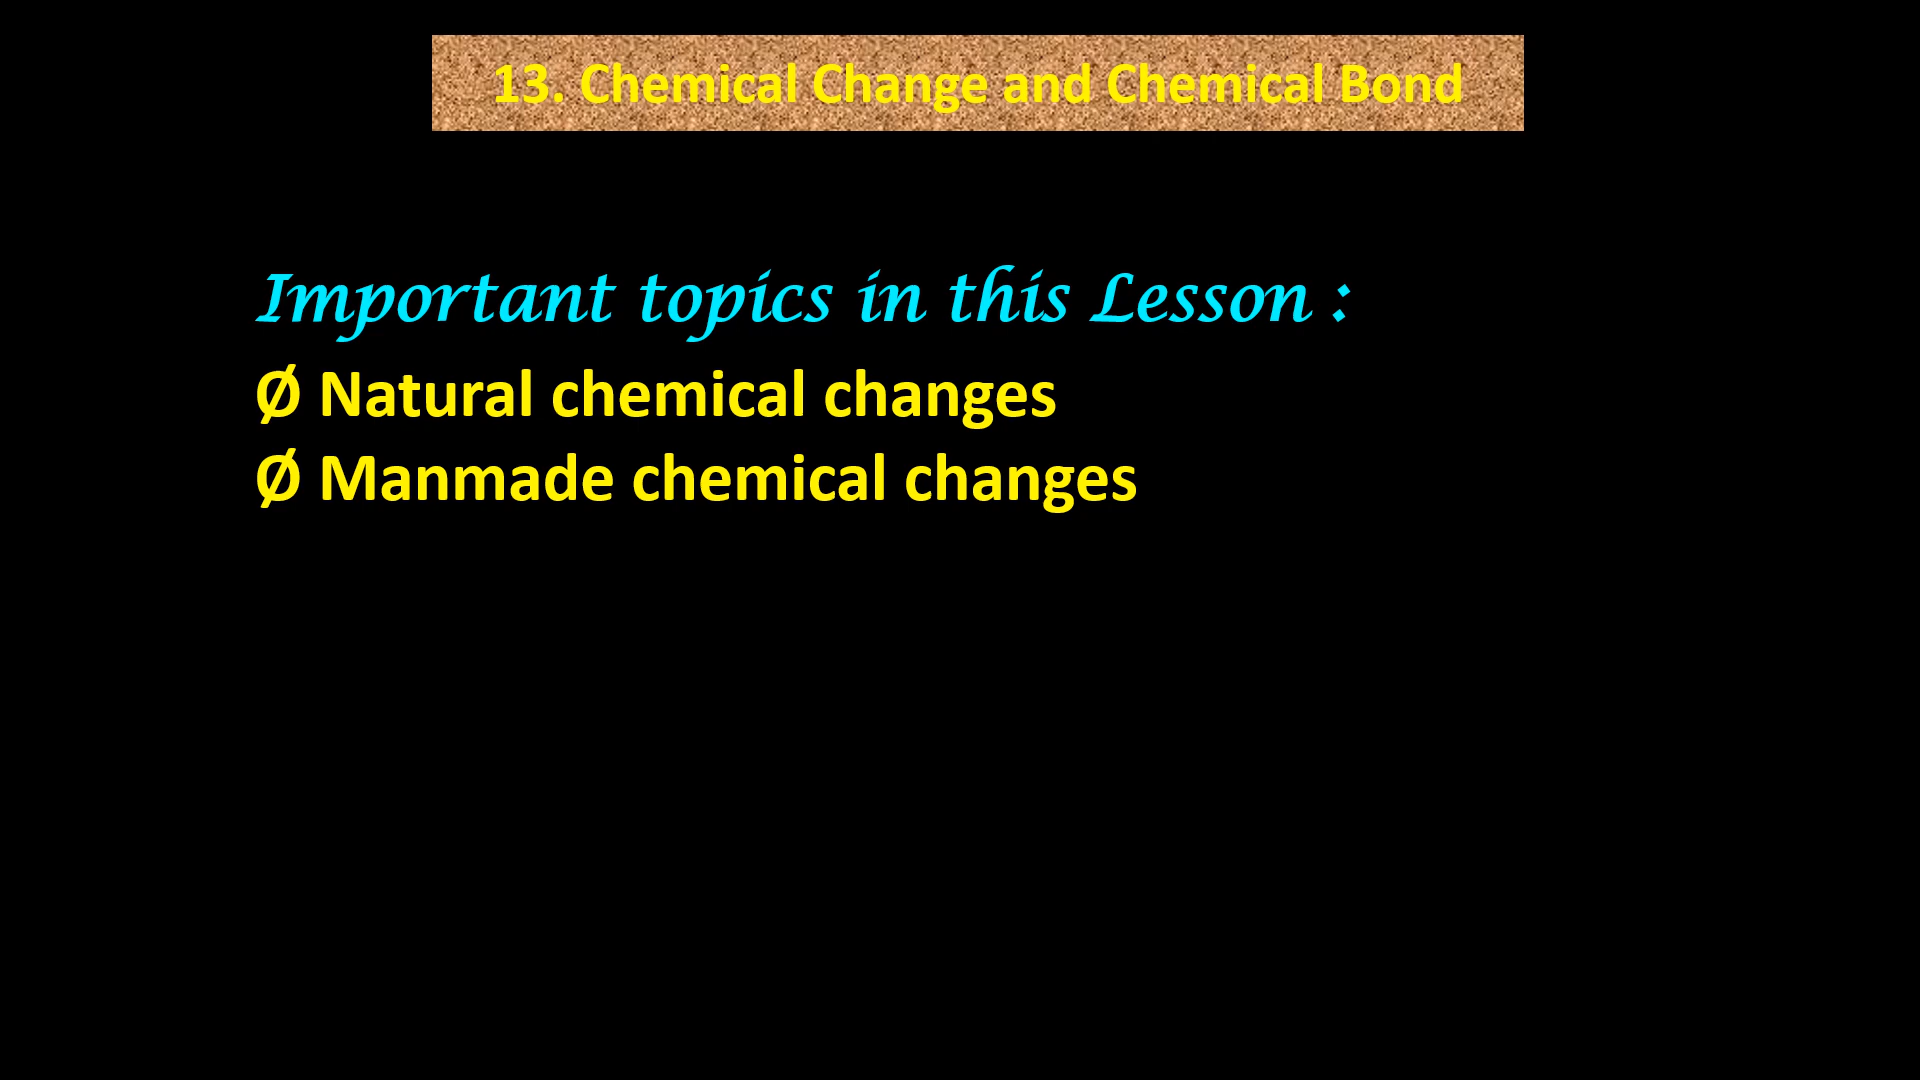 13. Chemical Change and Chemical Bond
Important topics in this Lesson :
Ø Natural chemical changes
Ø Manmade chemical changes